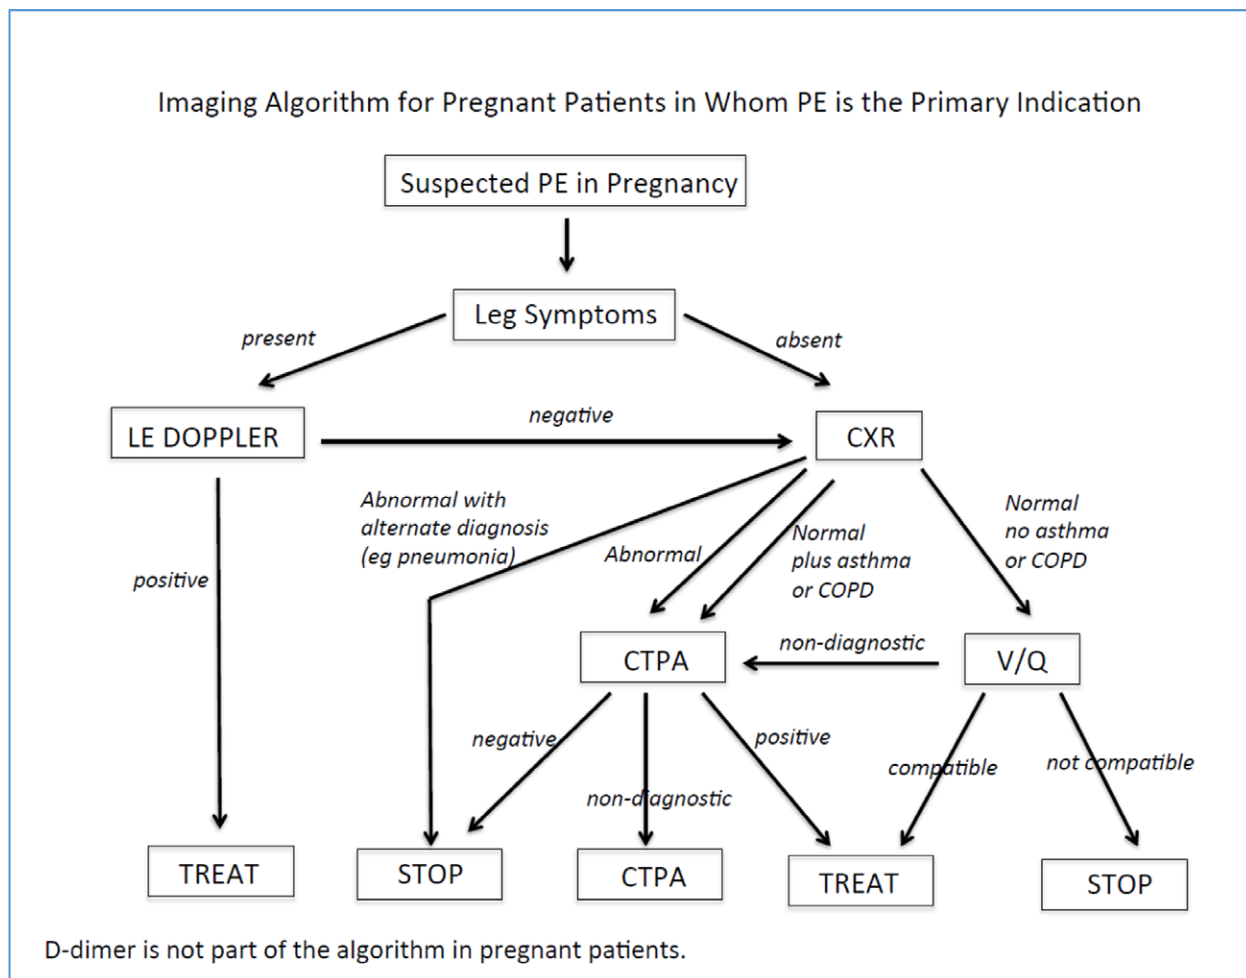 Imaging Algorithm for Pregnant Patients in Whom PE is the Primary Indication
Suspected PE in Pregnancy
Leg Symptoms
present
absent
LE DOPPLER
negative
CXR
Abnormal with
alternate diagnosis
(eg pneumonia)
Abnormal
Normal
plus asthma
or COPD
Normal
no asthma
or COPD
positive
CTPA
non-diagnostic
V/Q
negative
non-diagnostic
positive
compatible
not compatible
TREAT
STOP
CTPA
TREAT
STOP
D-dimer is not part of the algorithm in pregnant patients.